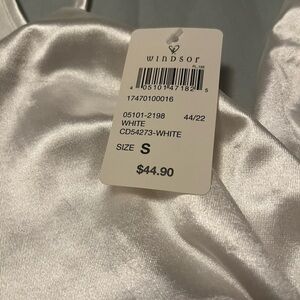 WINDSOR
4 05101 47182 5
17470100016
05101-2198 44/22
WHITE
CD54273-WHITE
SIZE S
$44.90